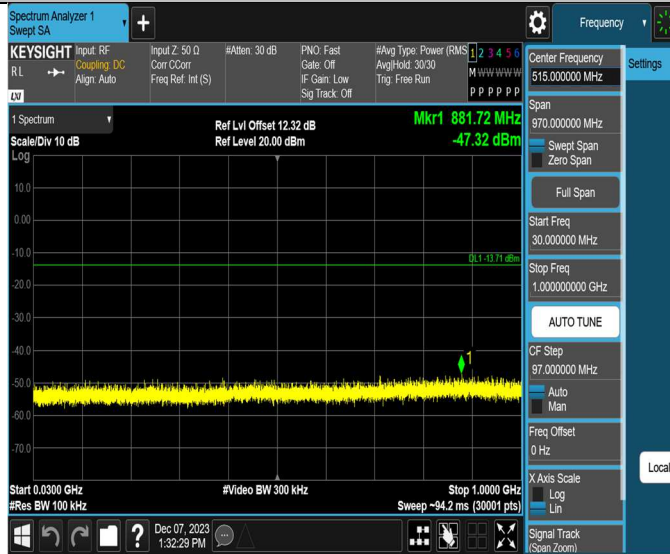 Spectrum Analyzer 1
Swept SA
Frequency
KEYSIGHT
RL
LXI
Input: RF
Coupling: DC
Align: Auto
Input Z: 50 Ω
Corr CCorr
Freq Ref: Int (S)
#Atten: 30 dB
PNO: Fast
Gate: Off
IF Gain: Low
Sig Track: Off
#Avg Type: Power (RMS
Avg|Hold: 30/30
Trig: Free Run
1 2 3 4 5 6
M W W W W W
P P P P P P
1 Spectrum
Scale/Div 10 dB
Log
Ref Lvl Offset 12.32 dB
Ref Level 20.00 dBm
Mkr1 881.72 MHz
-47.32 dBm
10.0
0.00
-10.0
DL1 -13.71 dBm
-20.0
-30.0
-40.0
1
-50.0
-60.0
-70.0
Start 0.0300 GHz
#Res BW 100 kHz
#Video BW 300 kHz
Stop 1.0000 GHz
Sweep ~94.2 ms (30001 pts)
Dec 07, 2023
1:32:29 PM
Center Frequency
515.000000 MHz
Settings
Span
970.000000 MHz
Swept Span
Zero Span
Full Span
Start Freq
30.000000 MHz
Stop Freq
1.000000000 GHz
AUTO TUNE
CF Step
97.000000 MHz
Auto
Man
Freq Offset
0 Hz
X Axis Scale
Log
Lin
Local
Signal Track
(Span Zoom)